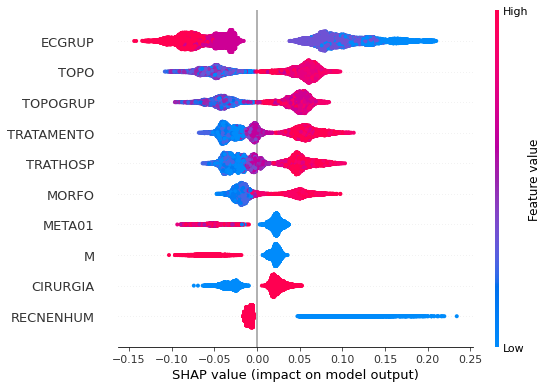 High
ECGRUP
TOPO
TOPOGRUP
TRATAMENTO
TRATHOSP
MORFO
META01
M
CIRURGIA
RECNENHUM
Feature value
Low
−0.15 −0.10 −0.05 0.00 0.05 0.10 0.15 0.20 0.25
SHAP value (impact on model output)